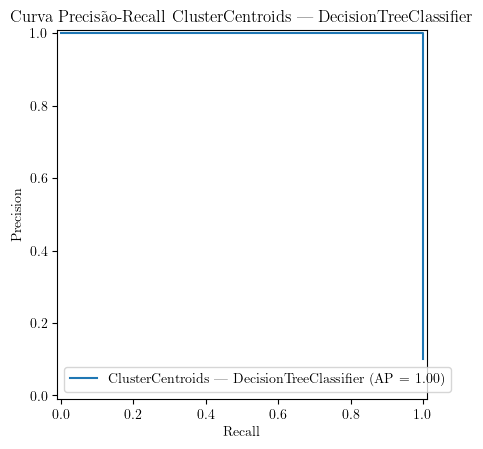 Curva Precisão-Recall ClusterCentroids — DecisionTreeClassifier
1.0
0.8
0.6
0.4
0.2
0.0
Precision
ClusterCentroids — DecisionTreeClassifier (AP = 1.00)
0.0 0.2 0.4 0.6 0.8 1.0
Recall